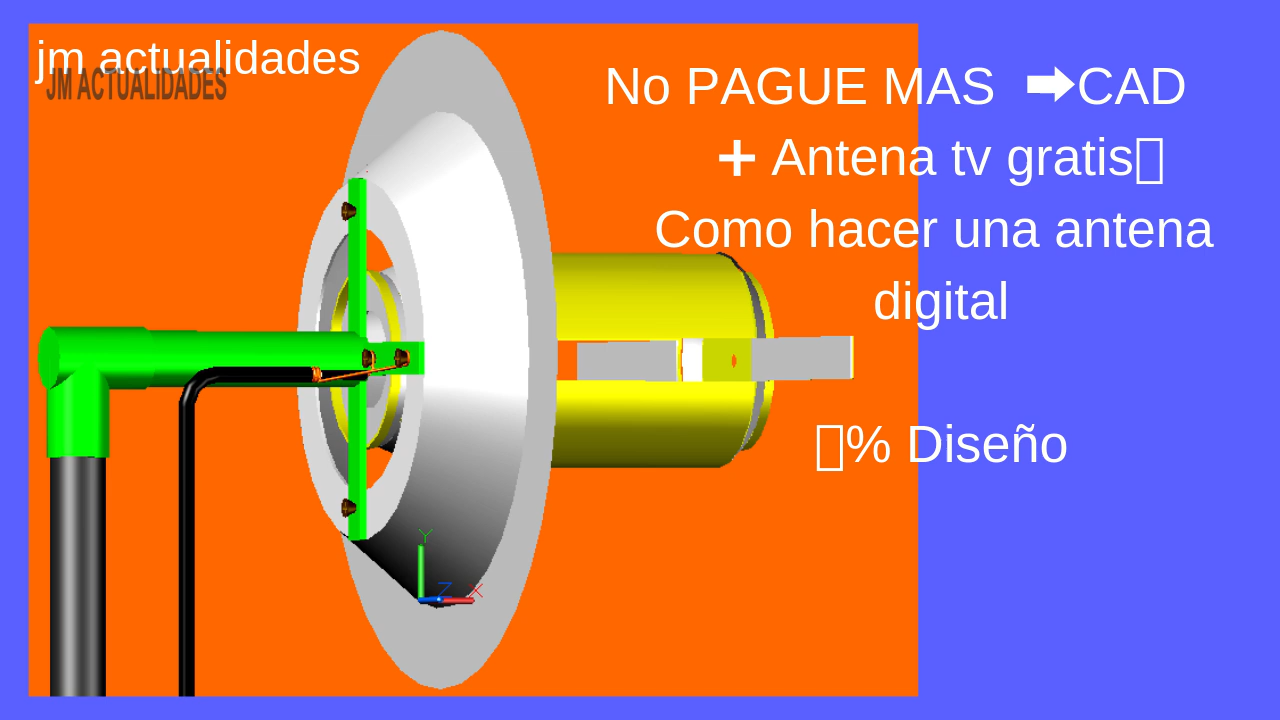 jm actualidades
JM ACTUALIDADES
No PAGUE MAS ➡CAD
➕ Antena tv gratis▯
Como hacer una antena
digital
▯% Diseño
Y
Z X